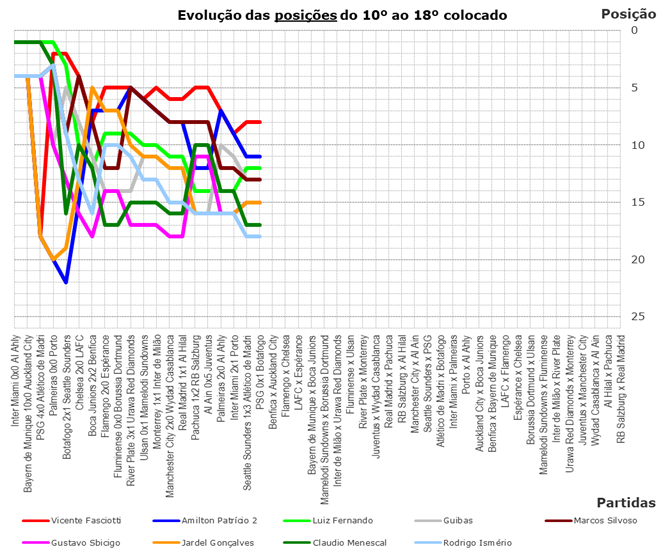 Evolução das posições do 10º ao 18º colocado
Posição
0
5
10
15
20
25
Inter Miami 0x0 Al Ahly
Bayern de Munique 10x0 Auckland City
PSG 4x0 Atlético de Madri
Palmeiras 0x0 Porto
Botafogo 2x1 Seattle Sounders
Chelsea 2x0 LAFC
Boca Juniors 2x2 Benfica
Flamengo 2x0 Espérance
Fluminense 0x0 Borussia Dortmund
River Plate 3x1 Urawa Red Diamonds
Ulsan 0x1 Mamelodi Sundowns
Monterrey 1x1 Inter de Milão
Manchester City 2x0 Wydad Casablanca
Real Madrid 1x1 Al Hilal
Pachuca 1x2 RB Salzburg
Al Ain 0x5 Juventus
Palmeiras 2x0 Al Ahly
Inter Miami 2x1 Porto
Seattle Sounders 1x3 Atlético de Madri
PSG 0x1 Botafogo
Benfica x Auckland City
Flamengo x Chelsea
LAFC x Espérance
Bayern de Munique x Boca Juniors
Mamelodi Sundowns x Borussia Dortmund
Inter de Milão x Urawa Red Diamonds
Fluminense x Ulsan
River Plate x Monterrey
Juventus x Wydad Casablanca
Real Madrid x Pachuca
RB Salzburg x Al Hilal
Manchester City x Al Ain
Seattle Sounders x PSG
Atlético de Madri x Botafogo
Inter Miami x Palmeiras
Porto x Al Ahly
Auckland City x Boca Juniors
Benfica x Bayern de Munique
LAFC x Flamengo
Espérance x Chelsea
Borussia Dortmund x Ulsan
Mamelodi Sundowns x Fluminense
Inter de Milão x River Plate
Urawa Red Diamonds x Monterrey
Juventus x Manchester City
Wydad Casablanca x Al Ain
Al Hilal x Pachuca
RB Salzburg x Real Madrid
Partidas
Vicente Fasciotti
Amilton Patrício 2
Luiz Fernando
Guibas
Marcos Silvoso
Gustavo Sbicigo
Jardel Gonçalves
Claudio Menescal
Rodrigo Ismério